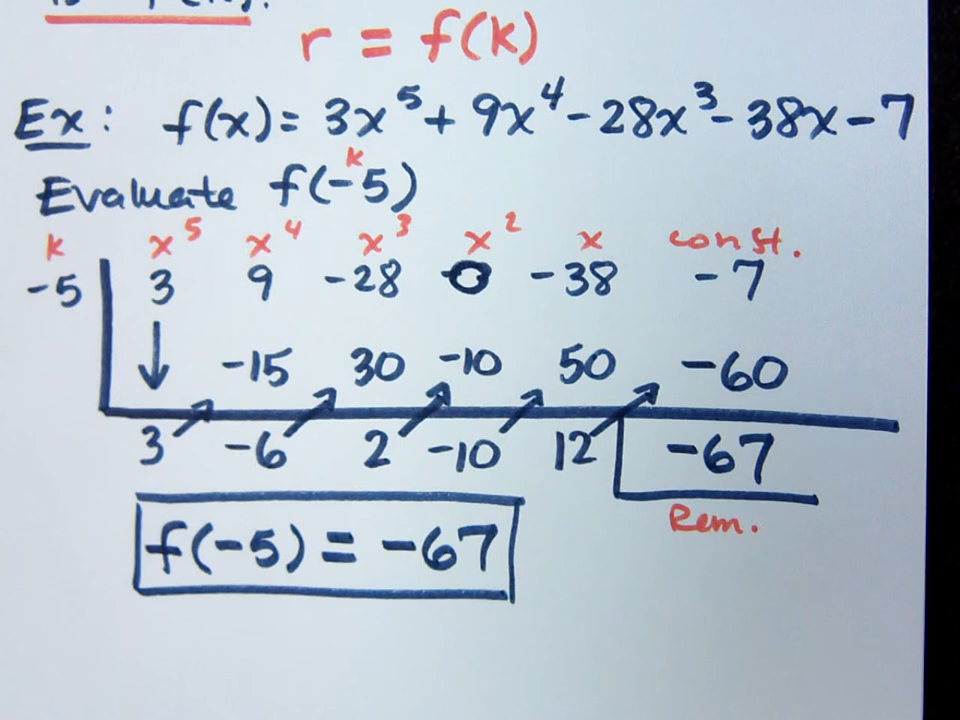 r = f(k)
Ex: f(x) = 3x⁵ + 9x⁴ - 28x³ - 38x - 7
k
Evaluate f(-5)
k x⁵ x⁴ x³ x² x const.
-5 3 9 -28 0 -38 -7
-15 30 -10 50 -60
3 -6 2 -10 12 -67
Rem.
f(-5) = -67